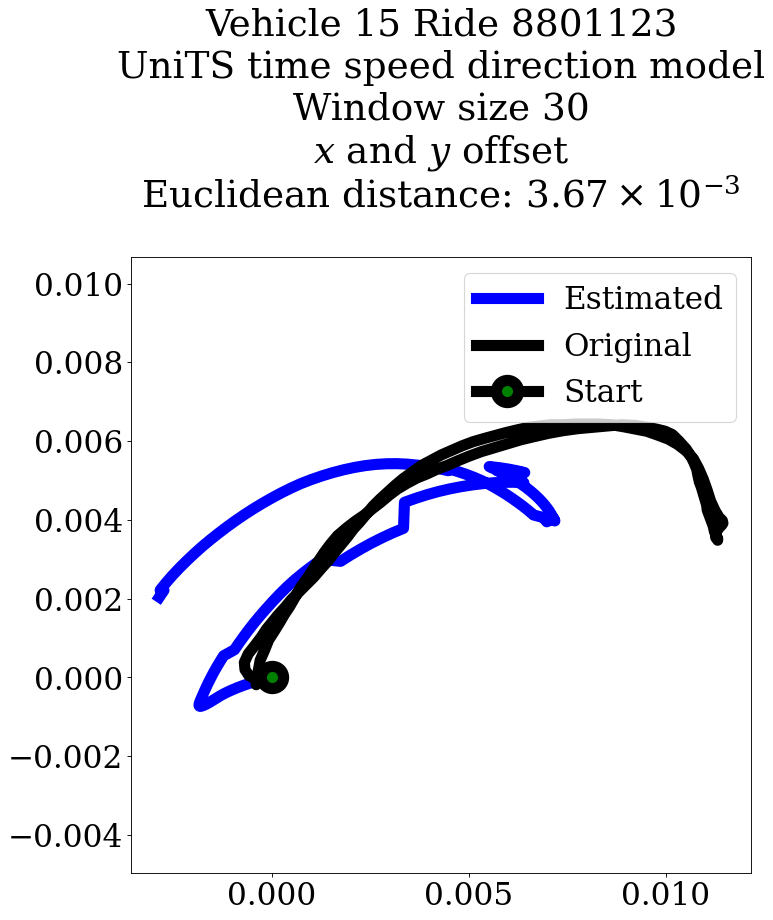 Vehicle 15 Ride 8801123
UniTS time speed direction model
Window size 30
x and y offset
Euclidean distance: 3.67 × 10⁻³
Estimated
Original
Start
0.010
0.008
0.006
0.004
0.002
0.000
−0.002
−0.004
0.000 0.005 0.010